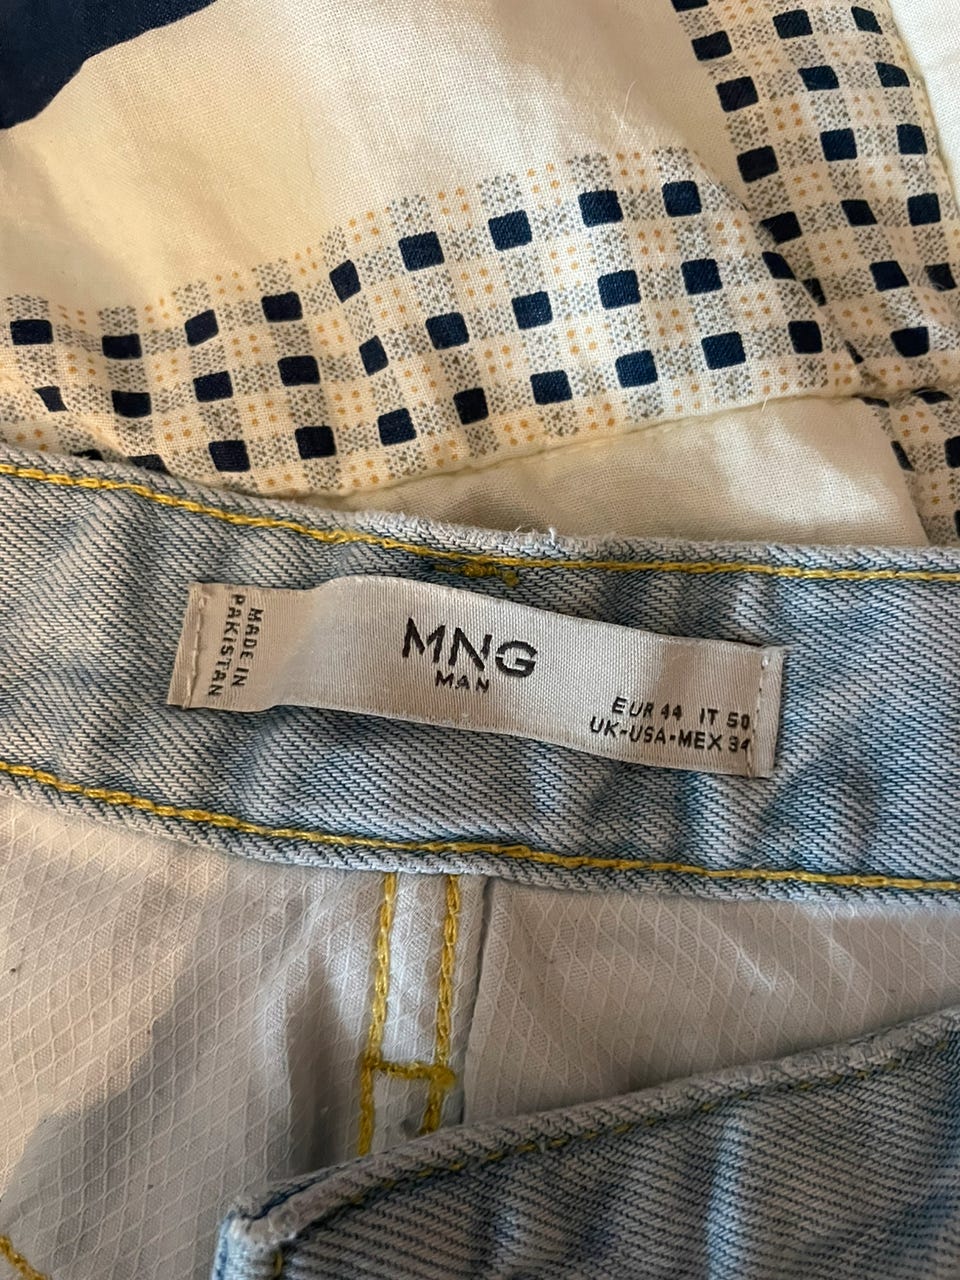 MADE IN
PAKISTAN
MNG
MAN
EUR 44 IT 50
UK-USA-MEX 34